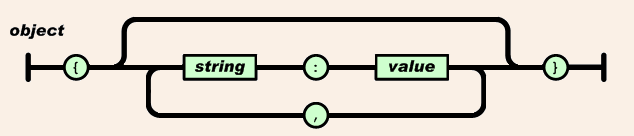 object
{ string : value }
,